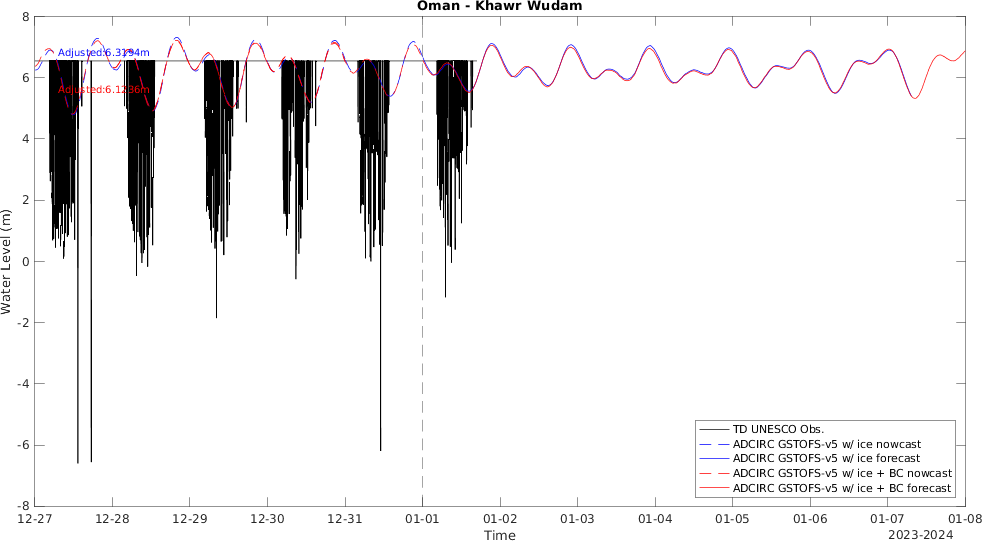 Oman - Khawr Wudam
8
6
4
2
0
-2
-4
-6
-8
Water Level (m)
Adjusted:6.3194m
Adjusted:6.1236m
TD UNESCO Obs.
ADCIRC GSTOFS-v5 w/ ice nowcast
ADCIRC GSTOFS-v5 w/ ice forecast
ADCIRC GSTOFS-v5 w/ ice + BC nowcast
ADCIRC GSTOFS-v5 w/ ice + BC forecast
12-27 12-28 12-29 12-30 12-31 01-01 01-02 01-03 01-04 01-05 01-06 01-07 01-08
Time
2023-2024